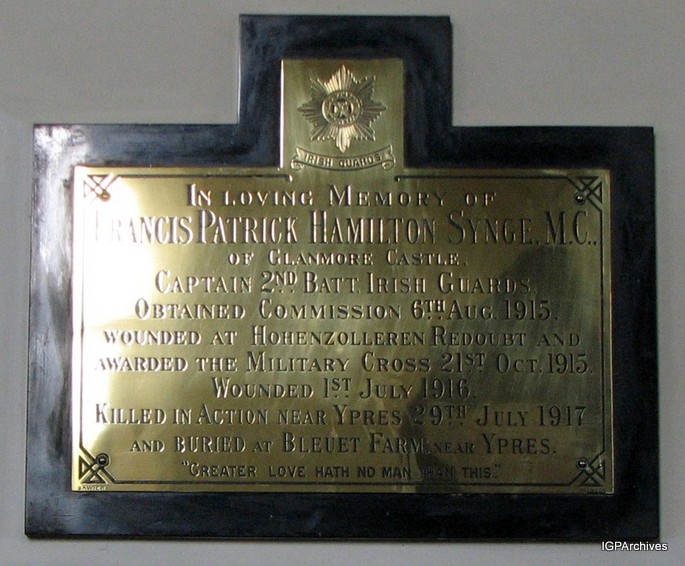 IRISH GUARDS
IN LOVING MEMORY OF
FRANCIS PATRICK HAMILTON SYNGE, M.C.,
OF GLANMORE CASTLE,
CAPTAIN 2ND BATT. IRISH GUARDS.
OBTAINED COMMISSION 6TH AUG. 1915,
WOUNDED AT HOHENZOLLEREN REDOUBT AND
AWARDED THE MILITARY CROSS 21ST OCT. 1915.
WOUNDED 1ST JULY 1916.
KILLED IN ACTION NEAR YPRES 29TH JULY 1917
AND BURIED AT BLEUET FARM, NEAR YPRES.
"GREATER LOVE HATH NO MAN THAN THIS."
IGPArchives